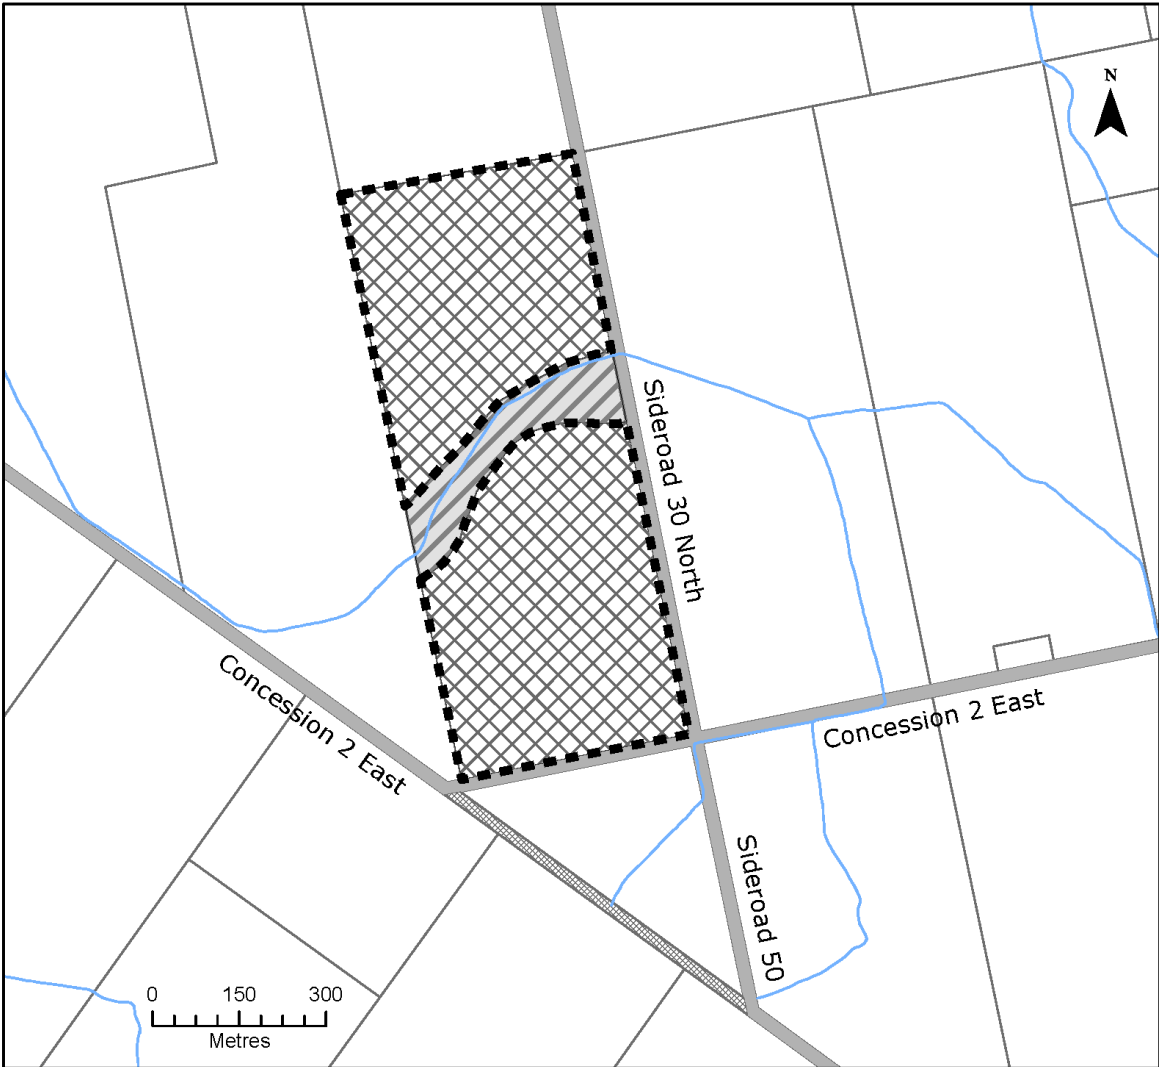 N
Sideroad 30 North
Concession 2 East
Concession 2 East
Sideroad 50
0 150 300
Metres